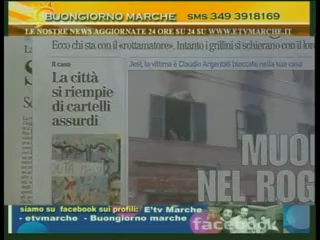 BUONGIORNO MARCHE SMS 349 3918169
LE NOSTRE NEWS AGGIORNATE 24 ORE SU 24 SU WWW.ETVMARCHE.IT
Ecco chi sta con il «rottamatore». Intanto i grillini si schierano con il
Il caso
Jesi, la vittima è Claudio Argentati bloccato nella sua casa
La città
si riempie
di cartelli
assurdi
MUO
NEL ROG
siamo su facebook sui profili: E'tv Marche
- etvmarche - Buongiorno marche
facebook